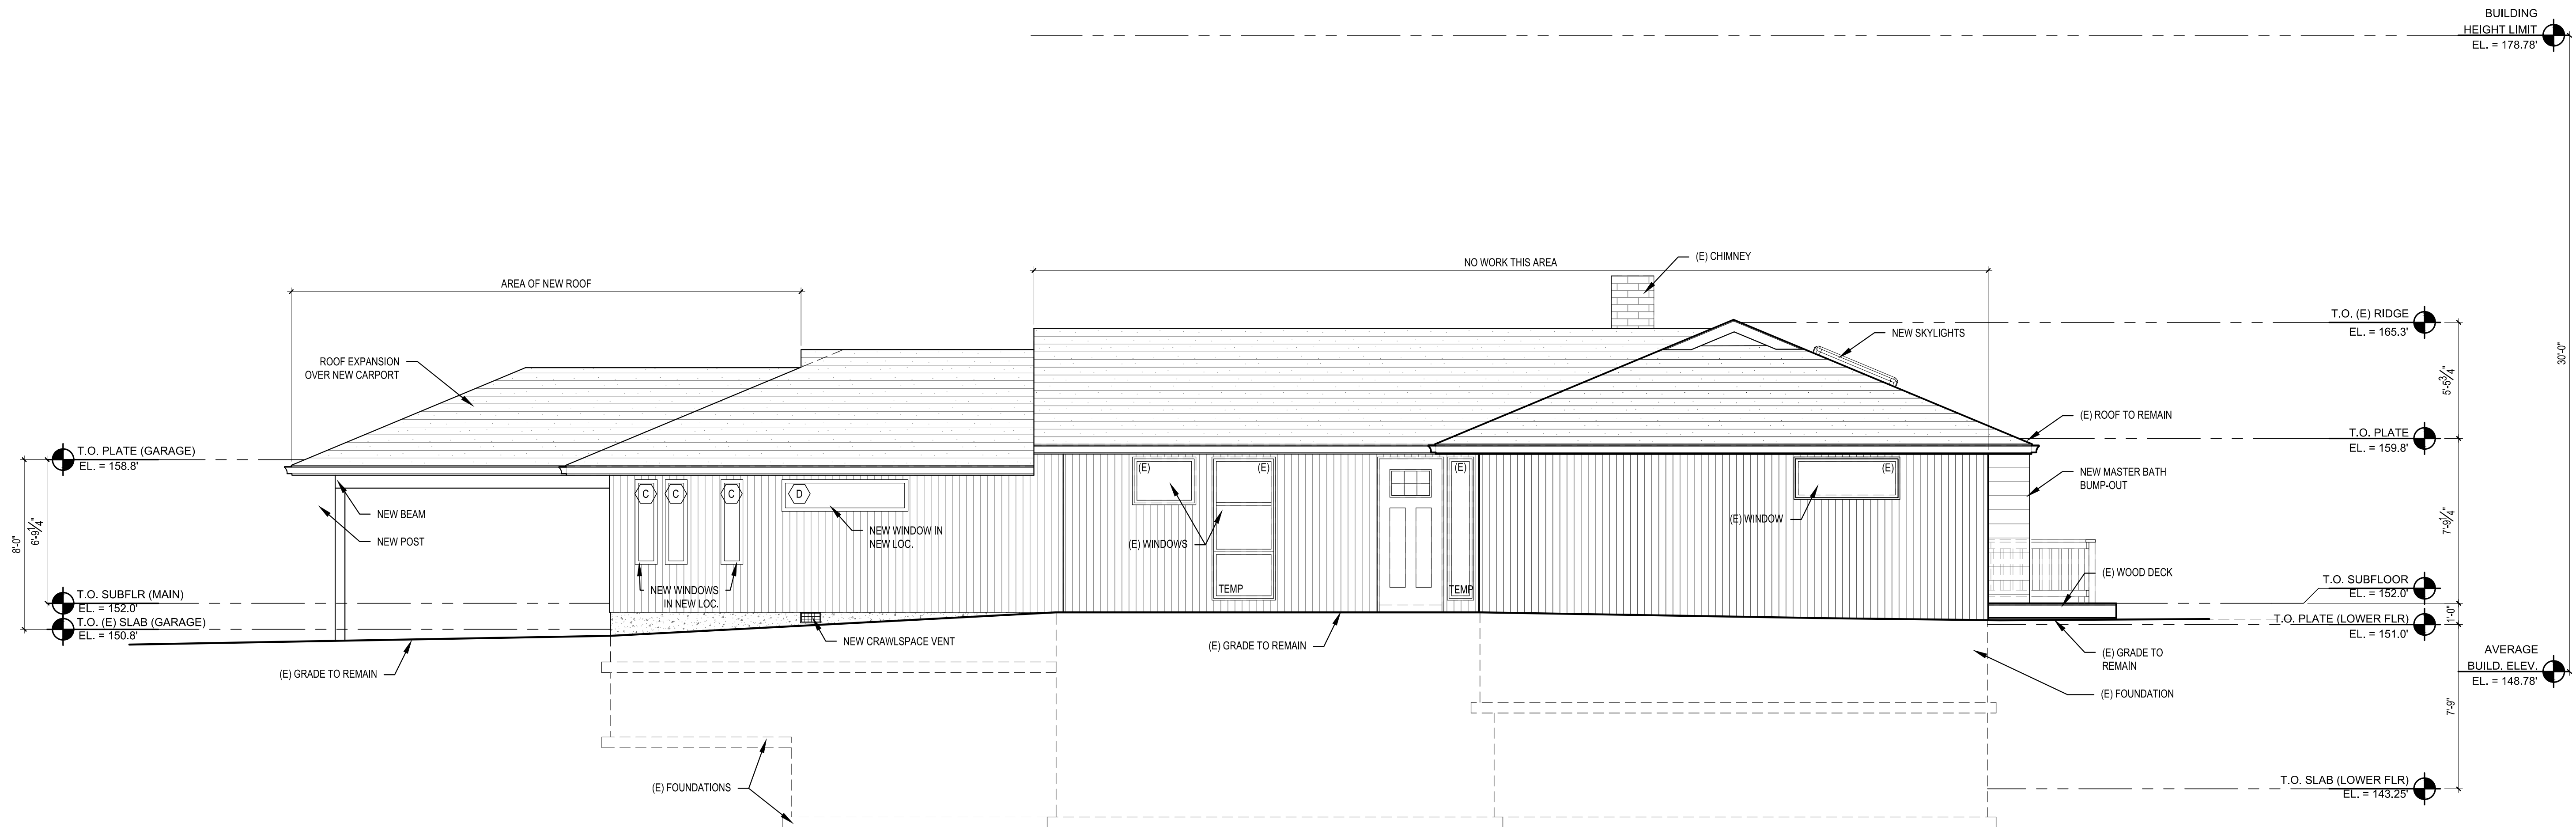 BUILDING
HEIGHT LIMIT
EL. = 178.78'
(E) CHIMNEY
NO WORK THIS AREA
AREA OF NEW ROOF
T.O. (E) RIDGE
EL. = 165.3'
NEW SKYLIGHTS
30'-0"
ROOF EXPANSION
OVER NEW CARPORT
5'-5 3/4"
(E) ROOF TO REMAIN
T.O. PLATE
EL. = 159.8'
T.O. PLATE (GARAGE)
EL. = 158.8'
(E)
(E)
(E)
(E)
NEW MASTER BATH
BUMP-OUT
C
C
C
D
NEW BEAM
NEW POST
NEW WINDOW IN
NEW LOC.
(E) WINDOWS
(E) WINDOW
8'-0"
6'-9 1/4"
7'-9 1/4"
(E) WOOD DECK
T.O. SUBFLOOR
EL. = 152.0'
NEW WINDOWS
IN NEW LOC.
TEMP
TEMP
T.O. SUBFLR (MAIN)
EL. = 152.0'
T.O. (E) SLAB (GARAGE)
EL. = 150.8'
1'-0"
T.O. PLATE (LOWER FLR)
EL. = 151.0'
NEW CRAWLSPACE VENT
(E) GRADE TO REMAIN
(E) GRADE TO
REMAIN
AVERAGE
BUILD. ELEV.
EL. = 148.78'
(E) GRADE TO REMAIN
(E) FOUNDATION
7'-9"
(E) FOUNDATIONS
T.O. SLAB (LOWER FLR)
EL. = 143.25'